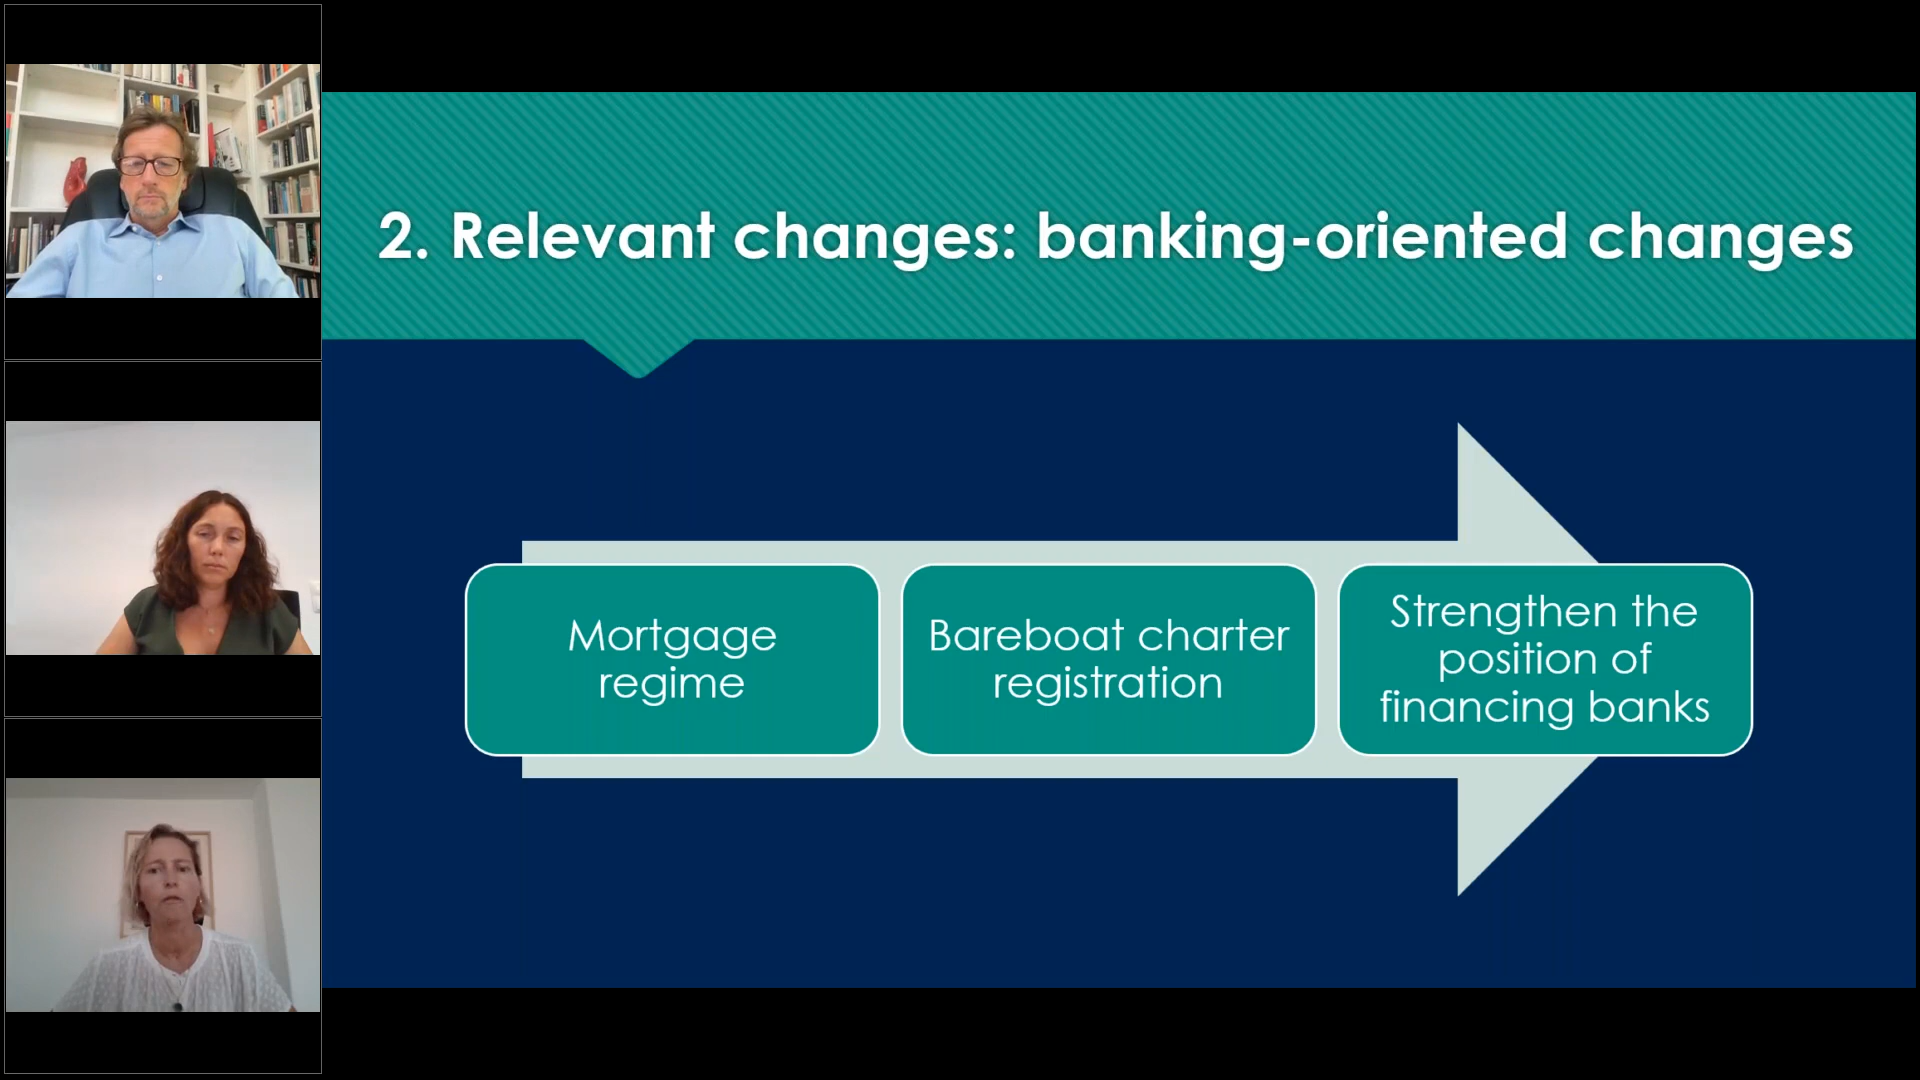 2. Relevant changes: banking-oriented changes
Mortgage
regime
Bareboat charter
registration
Strengthen the
position of
financing banks